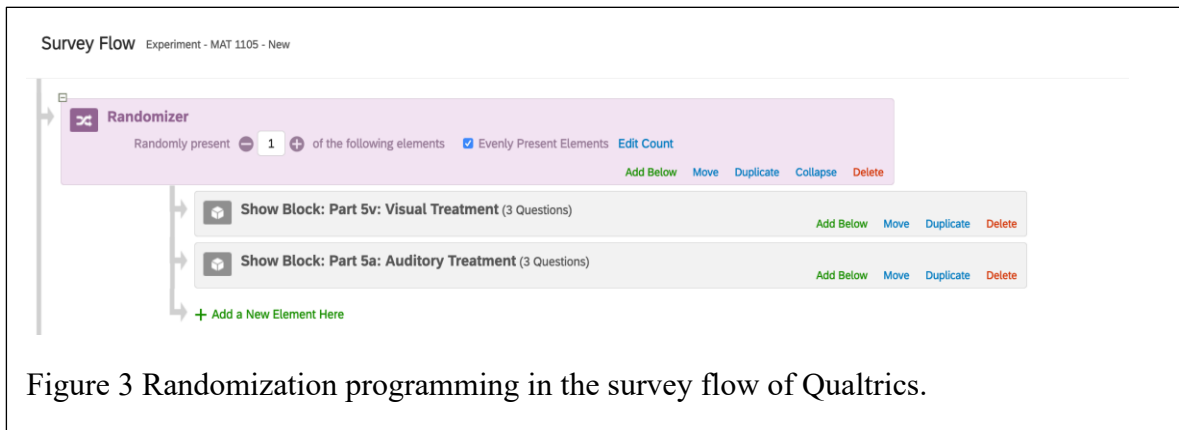 Survey Flow Experiment - MAT 1105 - New
Randomizer
Randomly present 1 of the following elements Evenly Present Elements Edit Count
Add Below Move Duplicate Collapse Delete
Show Block: Part 5v: Visual Treatment (3 Questions)
Add Below Move Duplicate Delete
Show Block: Part 5a: Auditory Treatment (3 Questions)
Add Below Move Duplicate Delete
+ Add a New Element Here
Figure 3 Randomization programming in the survey flow of Qualtrics.